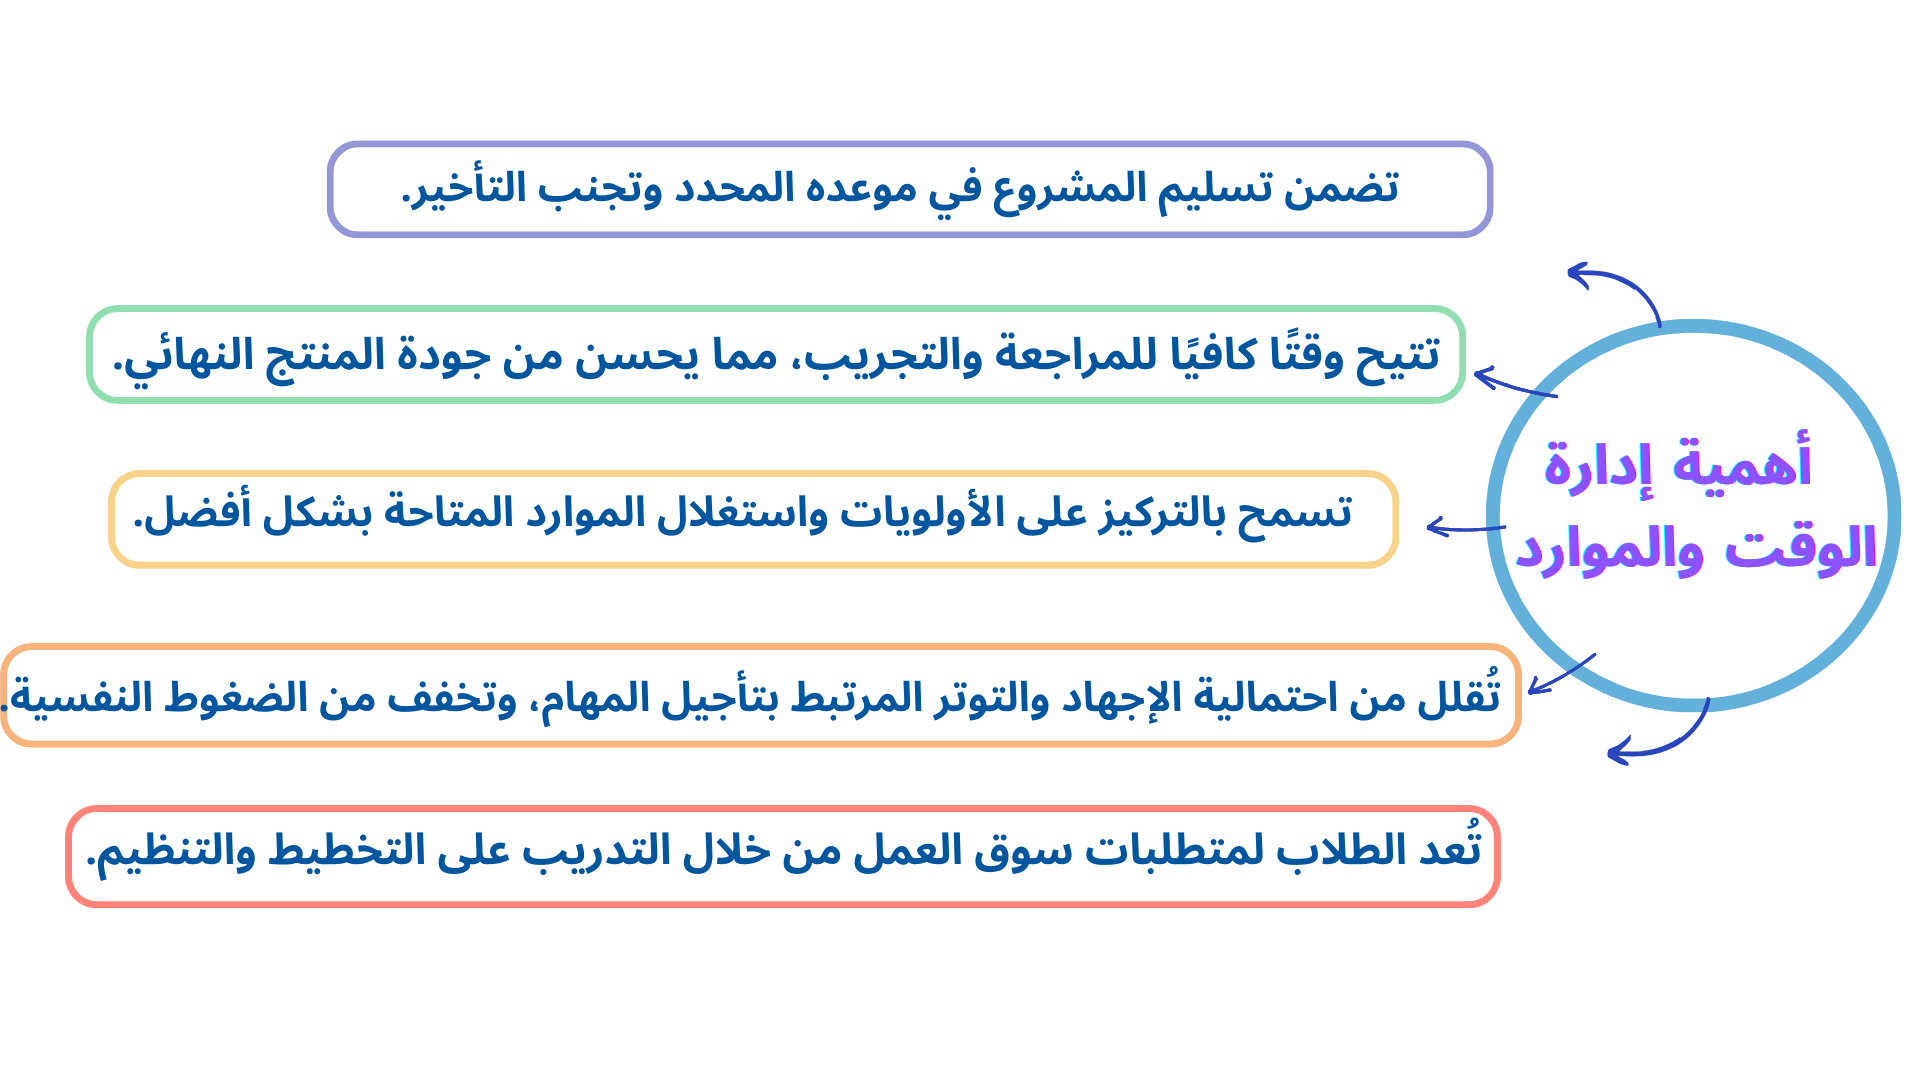 أهمية إدارة
الوقت والموارد
تضمن تسليم المشروع في موعده المحدد وتجنب التأخير.
تتيح وقتًا كافيًا للمراجعة والتجريب، مما يحسن من جودة المنتج النهائي.
تسمح بالتركيز على الأولويات واستغلال الموارد المتاحة بشكل أفضل.
تُقلل من احتمالية الإجهاد والتوتر المرتبط بتأجيل المهام، وتخفف من الضغوط النفسية.
تُعد الطلاب لمتطلبات سوق العمل من خلال التدريب على التخطيط والتنظيم.